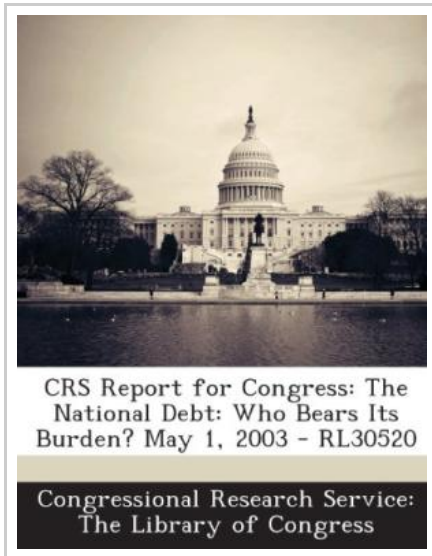 CRS Report for Congress: The
National Debt: Who Bears Its
Burden? May 1, 2003 - RL30520
Congressional Research Service:
The Library of Congress